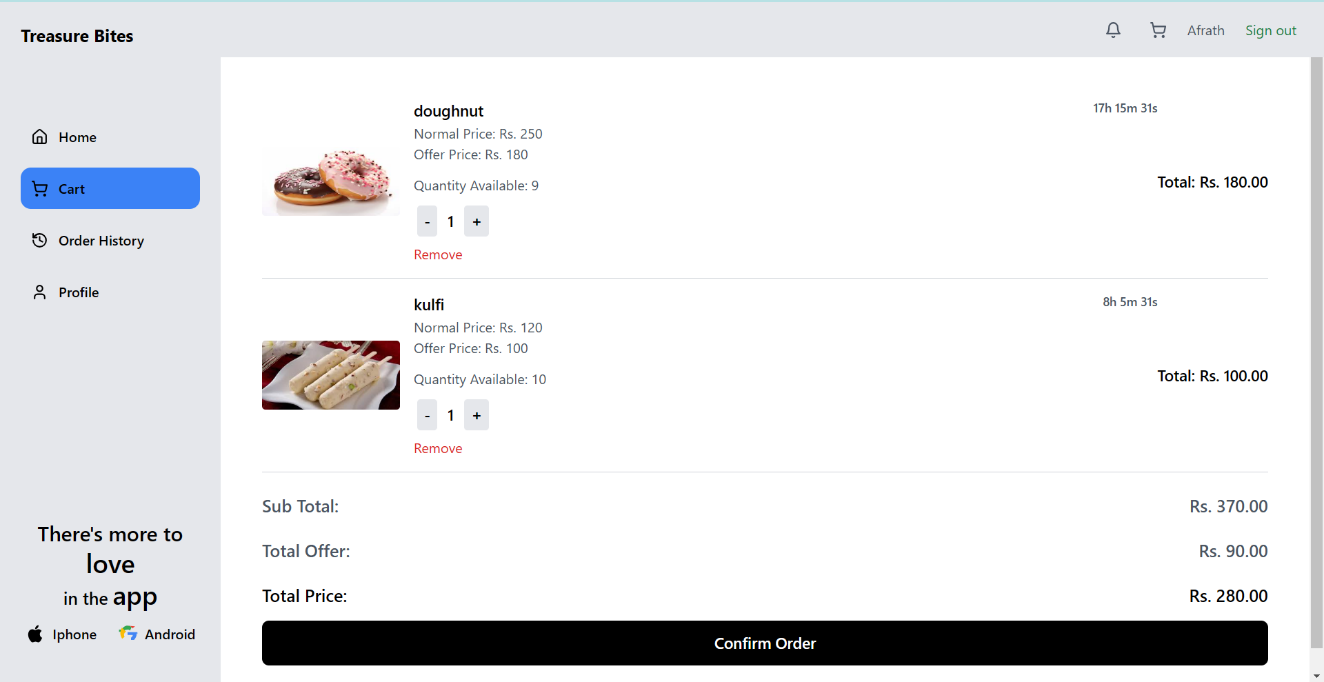 Treasure Bites
Afrath
Sign out
Home
Cart
Order History
Profile
There's more to
love
in the app
Iphone
Android
doughnut
17h 15m 31s
Normal Price: Rs. 250
Offer Price: Rs. 180
Total: Rs. 180.00
Quantity Available: 9
- 1 +
Remove
kulfi
8h 5m 31s
Normal Price: Rs. 120
Offer Price: Rs. 100
Total: Rs. 100.00
Quantity Available: 10
- 1 +
Remove
Sub Total: Rs. 370.00
Total Offer: Rs. 90.00
Total Price: Rs. 280.00
Confirm Order